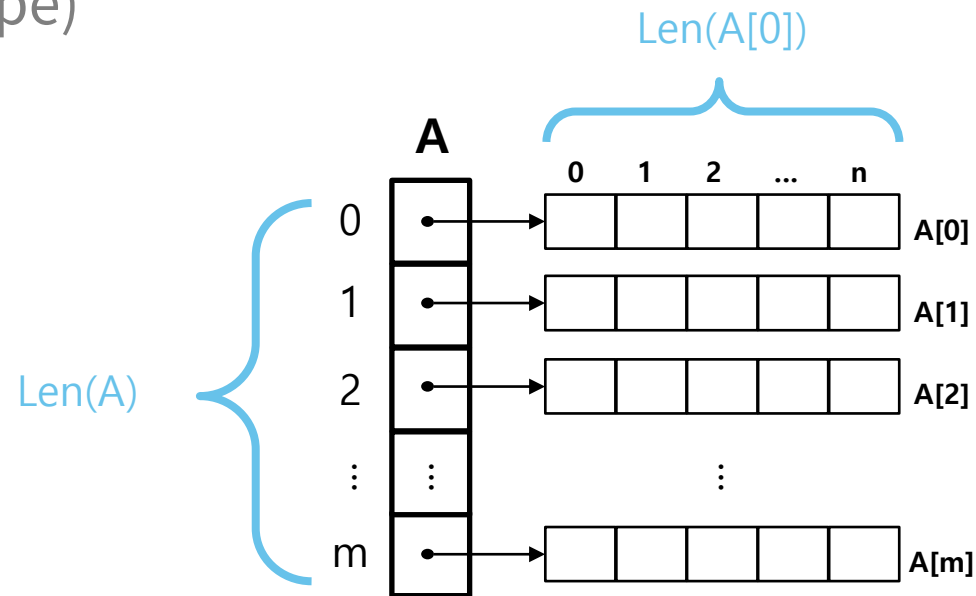 pe)
Len(A[0])
A
0 1 2 ... n
0 A[0]
1 A[1]
Len(A) 2 A[2]
⋮ ⋮ ⋮
m A[m]